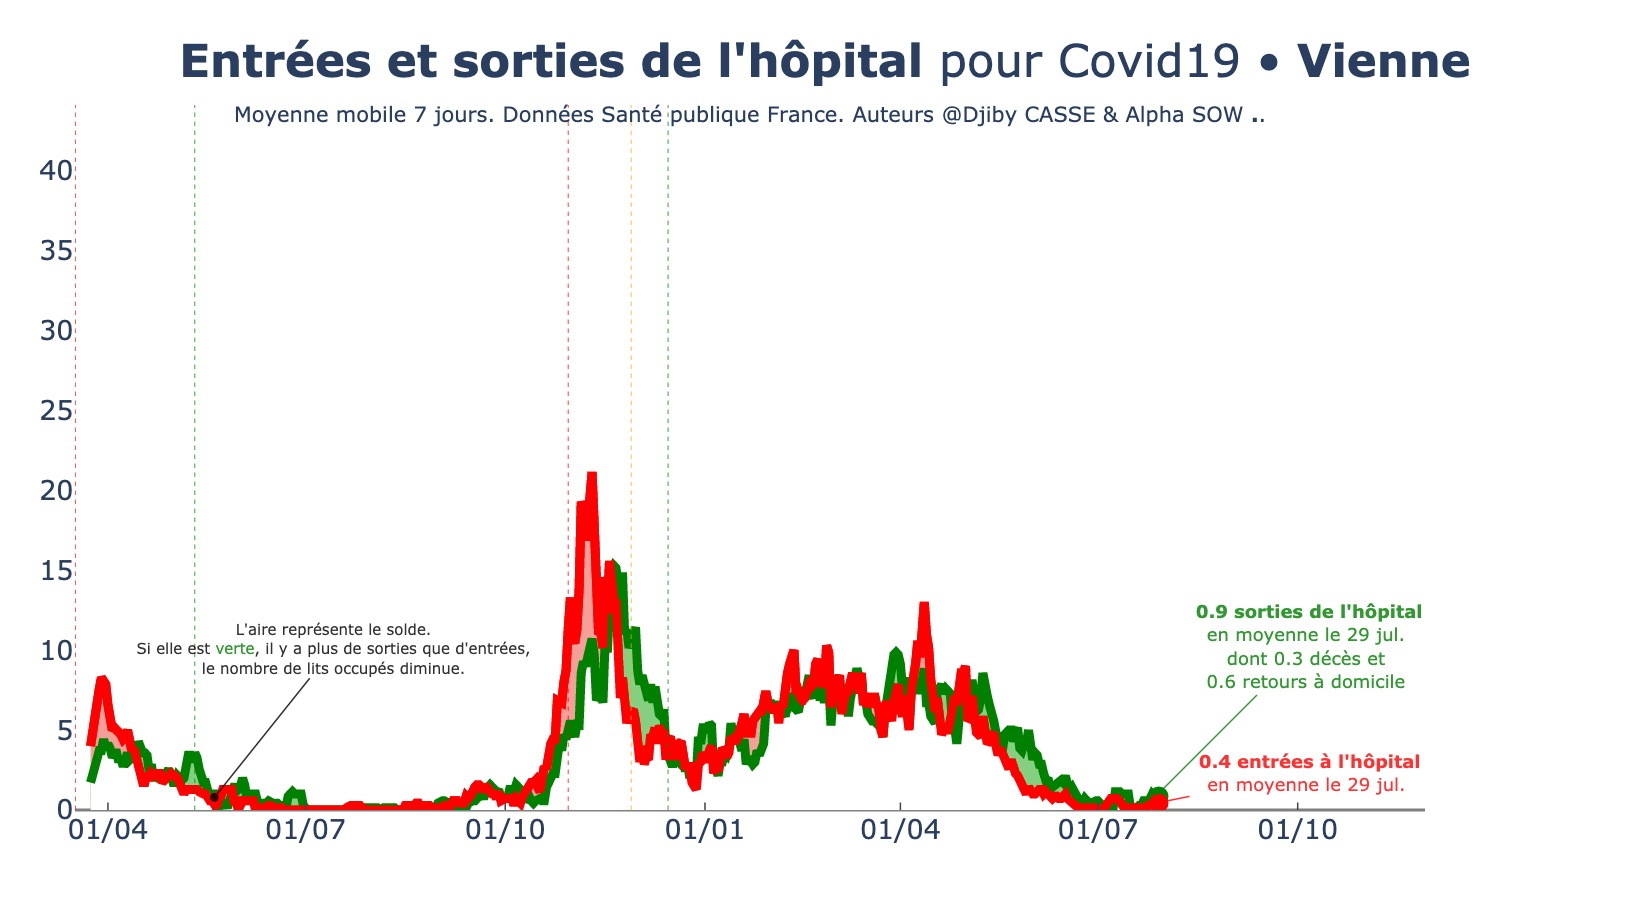 Entrées et sorties de l'hôpital pour Covid19 • Vienne
Moyenne mobile 7 jours. Données Santé publique France. Auteurs @Djiby CASSE & Alpha SOW ..
40
35
30
25
20
15
10
5
0
L'aire représente le solde.
Si elle est verte, il y a plus de sorties que d'entrées,
le nombre de lits occupés diminue.
0.9 sorties de l'hôpital
en moyenne le 29 jul.
dont 0.3 décès et
0.6 retours à domicile
0.4 entrées à l'hôpital
en moyenne le 29 jul.
01/04 01/07 01/10 01/01 01/04 01/07 01/10